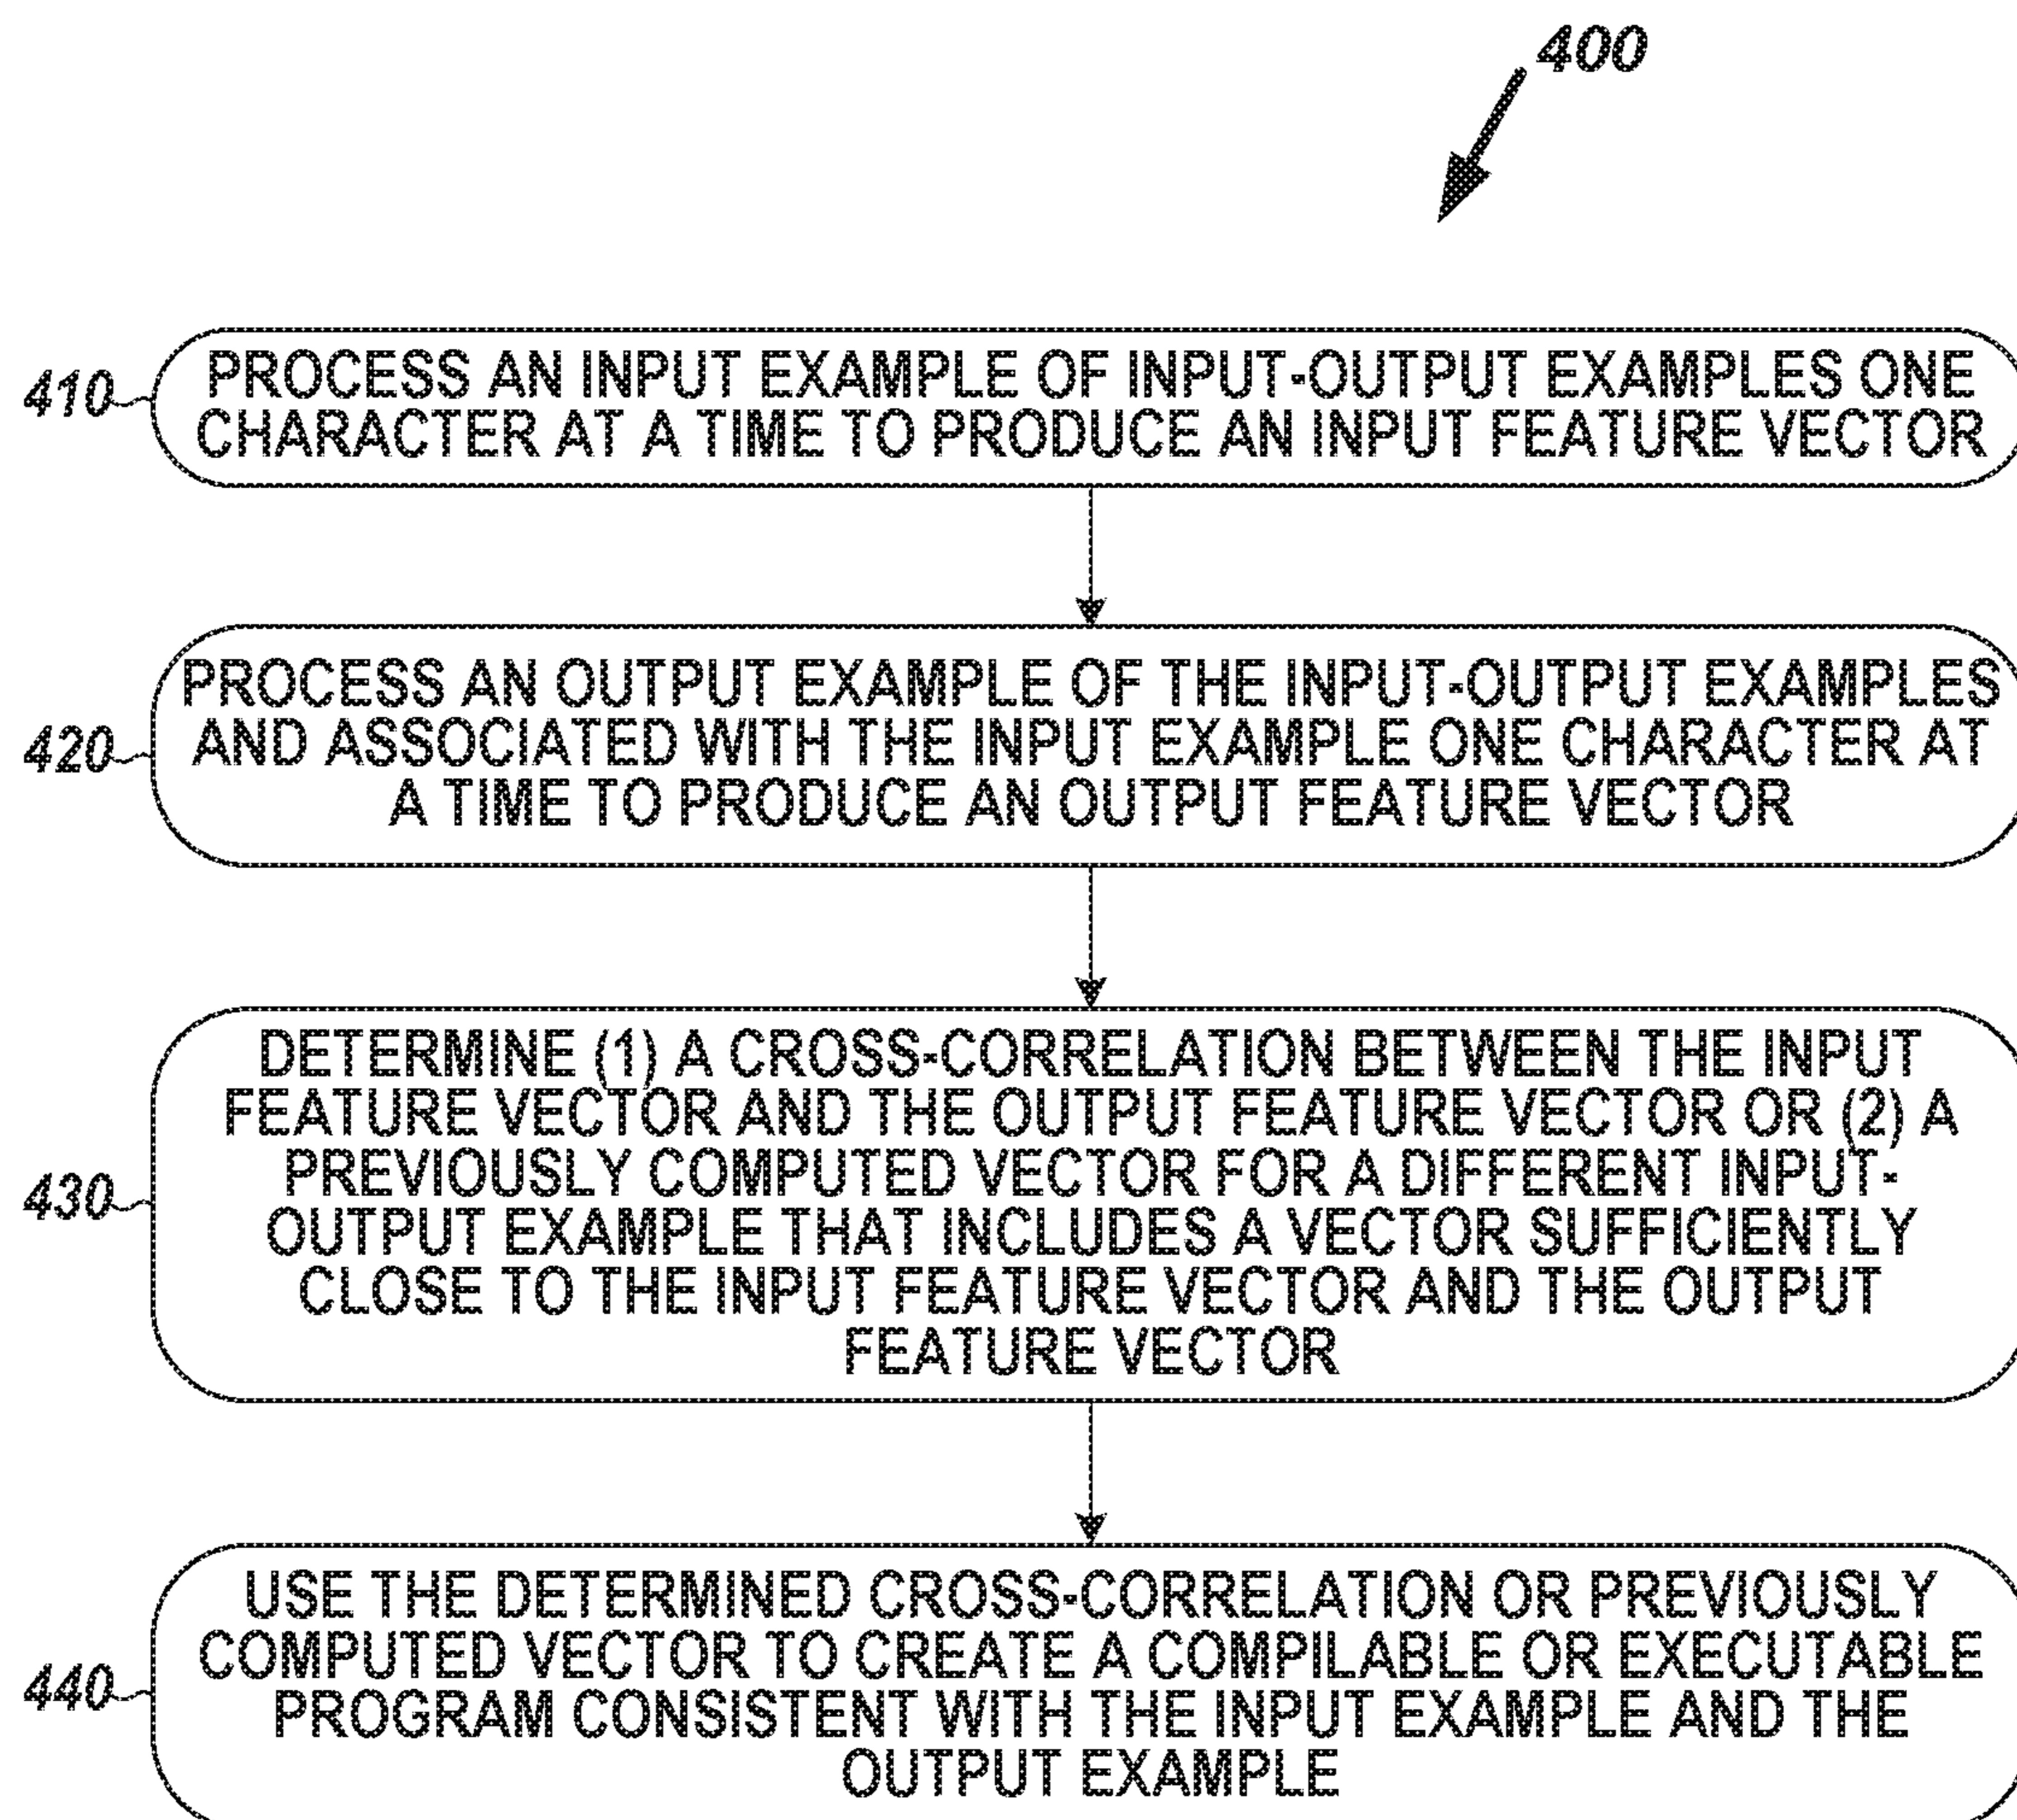 400
410
PROCESS AN INPUT EXAMPLE OF INPUT-OUTPUT EXAMPLES ONE
CHARACTER AT A TIME TO PRODUCE AN INPUT FEATURE VECTOR
420
PROCESS AN OUTPUT EXAMPLE OF THE INPUT-OUTPUT EXAMPLES
AND ASSOCIATED WITH THE INPUT EXAMPLE ONE CHARACTER AT
A TIME TO PRODUCE AN OUTPUT FEATURE VECTOR
430
DETERMINE (1) A CROSS-CORRELATION BETWEEN THE INPUT
FEATURE VECTOR AND THE OUTPUT FEATURE VECTOR OR (2) A
PREVIOUSLY COMPUTED VECTOR FOR A DIFFERENT INPUT-
OUTPUT EXAMPLE THAT INCLUDES A VECTOR SUFFICIENTLY
CLOSE TO THE INPUT FEATURE VECTOR AND THE OUTPUT
FEATURE VECTOR
440
USE THE DETERMINED CROSS-CORRELATION OR PREVIOUSLY
COMPUTED VECTOR TO CREATE A COMPILABLE OR EXECUTABLE
PROGRAM CONSISTENT WITH THE INPUT EXAMPLE AND THE
OUTPUT EXAMPLE